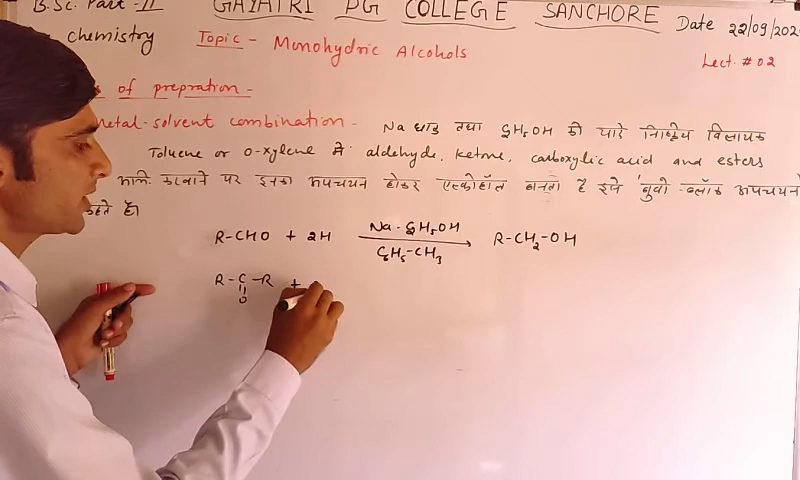 B.Sc. Part-II GAYATRI PG COLLEGE SANCHORE Date 22/09/202
chemistry Topic - Monohydric Alcohols
Lect. # 02
of prepration -
metal-solvent combination - Na धातु तथा C2H5OH की यदि निष्क्रिय विलायक
Toluene or o-xylene में aldehyde, ketone, carboxylic acid and esters
पर इनका अपचयन होकर एल्कोहॉल बनता है इसे बुवो-ब्लॉक अपचयन
कहते हैं।
R-CHO + 2H Na-C2H5OH R-CH2-OH
C6H5-CH3
R-C-R +
O